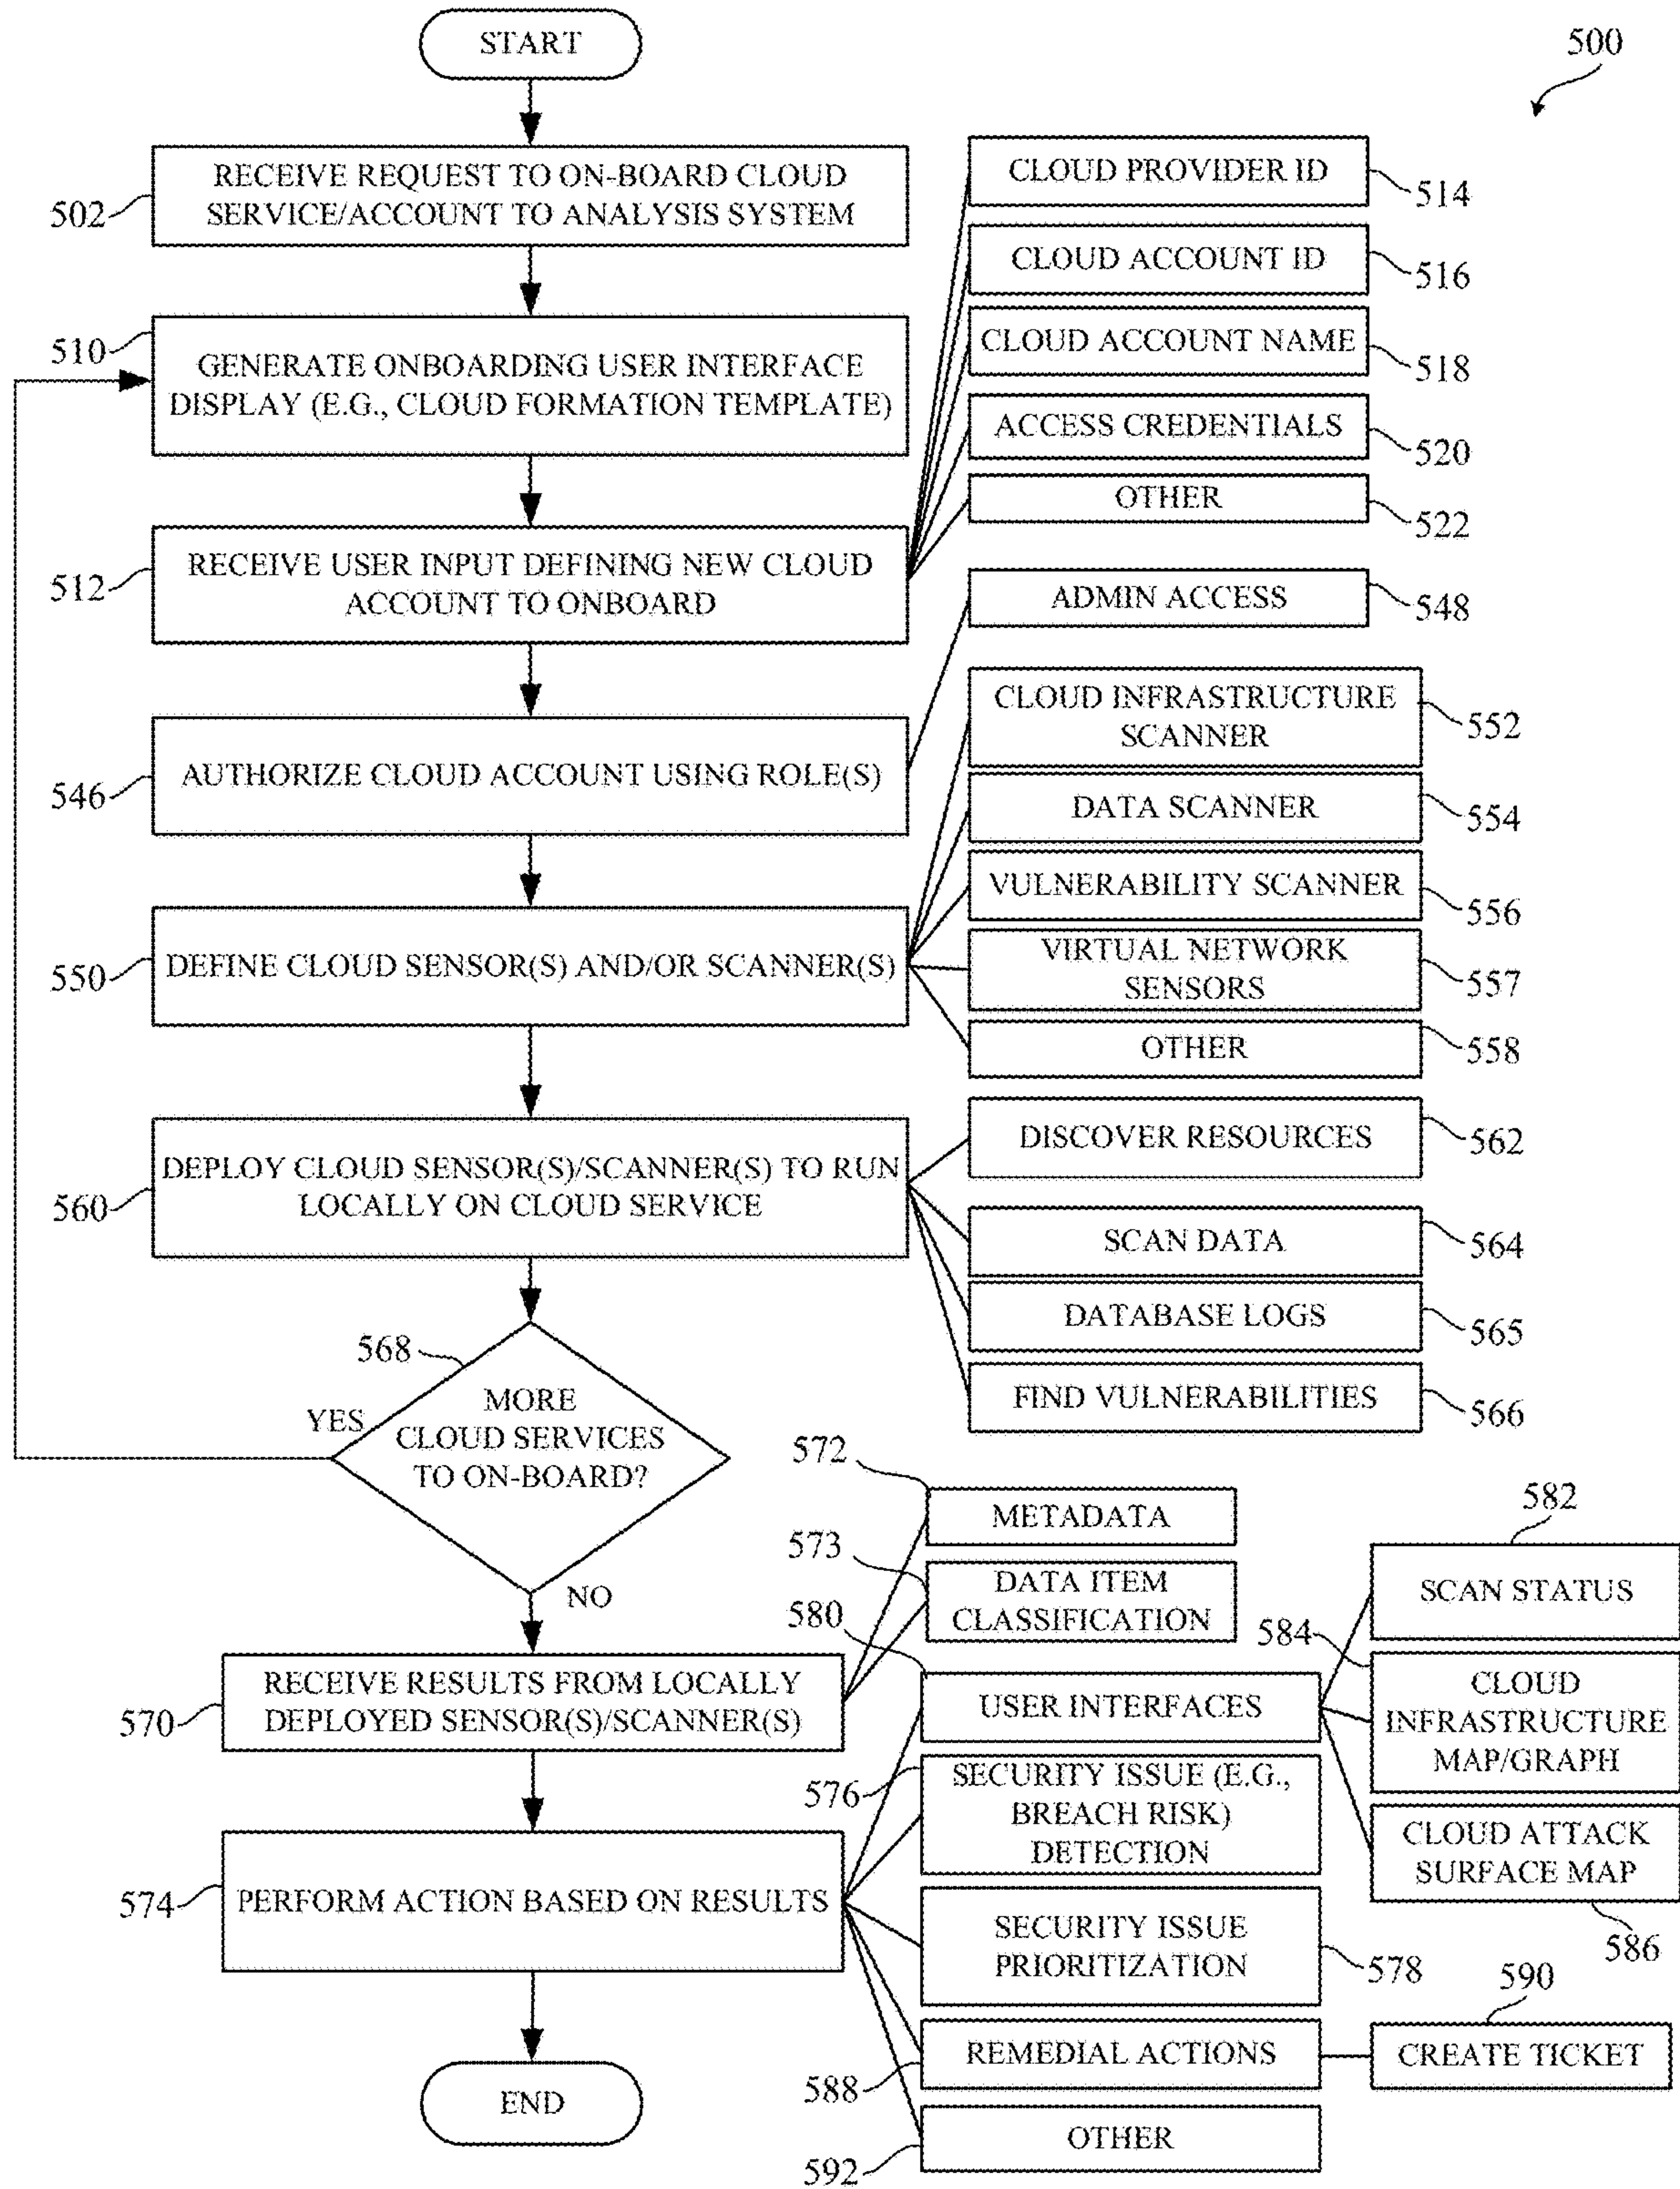 START
500
RECEIVE REQUEST TO ON-BOARD CLOUD
SERVICE/ACCOUNT TO ANALYSIS SYSTEM
502
CLOUD PROVIDER ID
514
CLOUD ACCOUNT ID
516
510
GENERATE ONBOARDING USER INTERFACE
DISPLAY (E.G., CLOUD FORMATION TEMPLATE)
CLOUD ACCOUNT NAME
518
ACCESS CREDENTIALS
520
OTHER
522
512
RECEIVE USER INPUT DEFINING NEW CLOUD
ACCOUNT TO ONBOARD
ADMIN ACCESS
548
546
AUTHORIZE CLOUD ACCOUNT USING ROLE(S)
CLOUD INFRASTRUCTURE
SCANNER
552
DATA SCANNER
554
VULNERABILITY SCANNER
556
550
DEFINE CLOUD SENSOR(S) AND/OR SCANNER(S)
VIRTUAL NETWORK
SENSORS
557
OTHER
558
560
DEPLOY CLOUD SENSOR(S)/SCANNER(S) TO RUN
LOCALLY ON CLOUD SERVICE
DISCOVER RESOURCES
562
SCAN DATA
564
DATABASE LOGS
565
FIND VULNERABILITIES
566
568
MORE
CLOUD SERVICES
TO ON-BOARD?
YES
NO
572
METADATA
573
DATA ITEM
CLASSIFICATION
570
RECEIVE RESULTS FROM LOCALLY
DEPLOYED SENSOR(S)/SCANNER(S)
580
USER INTERFACES
582
SCAN STATUS
584
CLOUD
INFRASTRUCTURE
MAP/GRAPH
CLOUD ATTACK
SURFACE MAP
586
574
PERFORM ACTION BASED ON RESULTS
576
SECURITY ISSUE (E.G.,
BREACH RISK)
DETECTION
SECURITY ISSUE
PRIORITIZATION
578
588
REMEDIAL ACTIONS
590
CREATE TICKET
592
OTHER
END